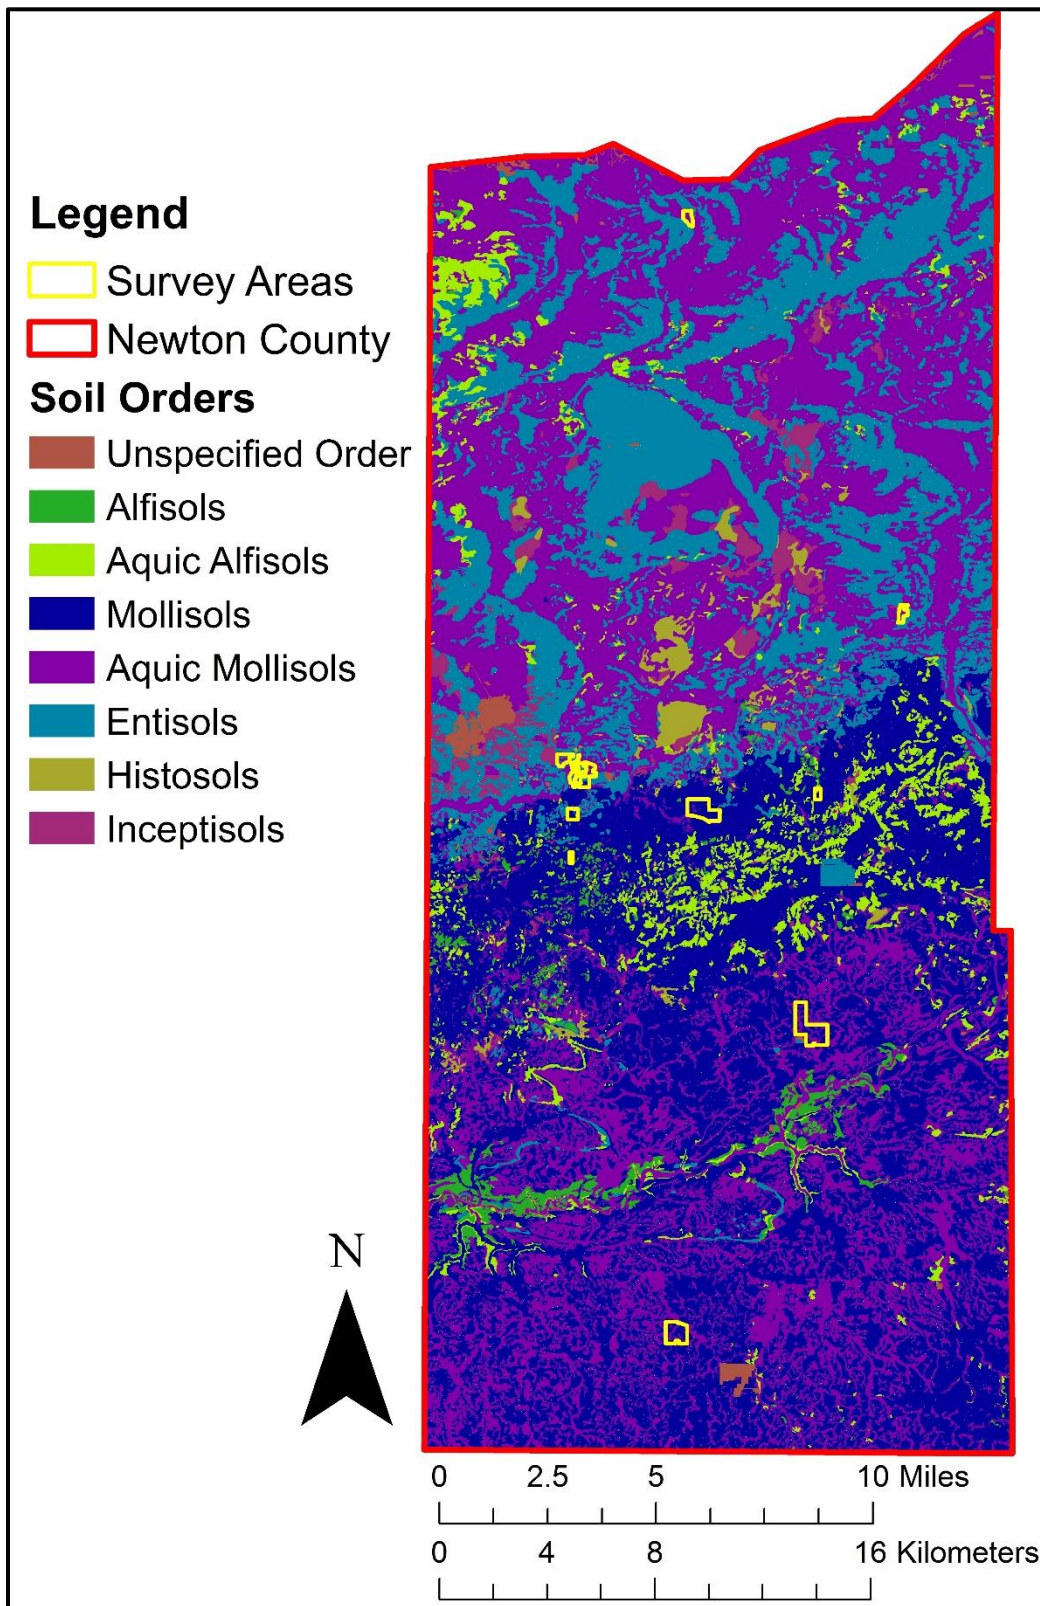 Legend
Survey Areas
Newton County
Soil Orders
Unspecified Order
Alfisols
Aquic Alfisols
Mollisols
Aquic Mollisols
Entisols
Histosols
Inceptisols
N
0 2.5 5 10 Miles
0 4 8 16 Kilometers